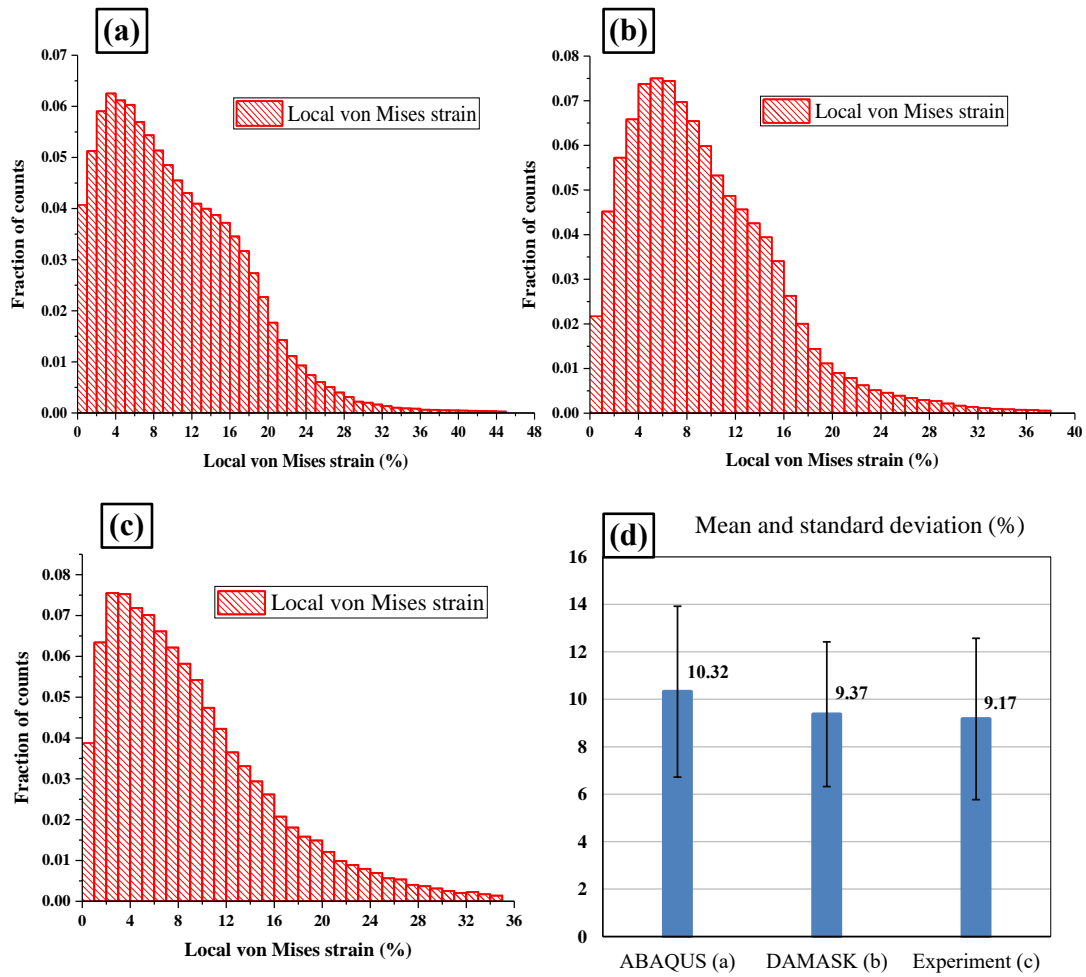 (a)
0.07
0.06
0.05
0.04
0.03
0.02
0.01
0.00
Fraction of counts
Local von Mises strain
0 4 8 12 16 20 24 28 32 36 40 44 48
Local von Mises strain (%)
(b)
0.08
0.07
0.06
0.05
0.04
0.03
0.02
0.01
0.00
Fraction of counts
Local von Mises strain
0 4 8 12 16 20 24 28 32 36 40
Local von Mises strain (%)
(c)
0.08
0.07
0.06
0.05
0.04
0.03
0.02
0.01
0.00
Fraction of counts
Local von Mises strain
0 4 8 12 16 20 24 28 32 36
Local von Mises strain (%)
(d)
Mean and standard deviation (%)
16
14
12
10
8
6
4
2
0
10.32
9.37
9.17
ABAQUS (a) DAMASK (b) Experiment (c)